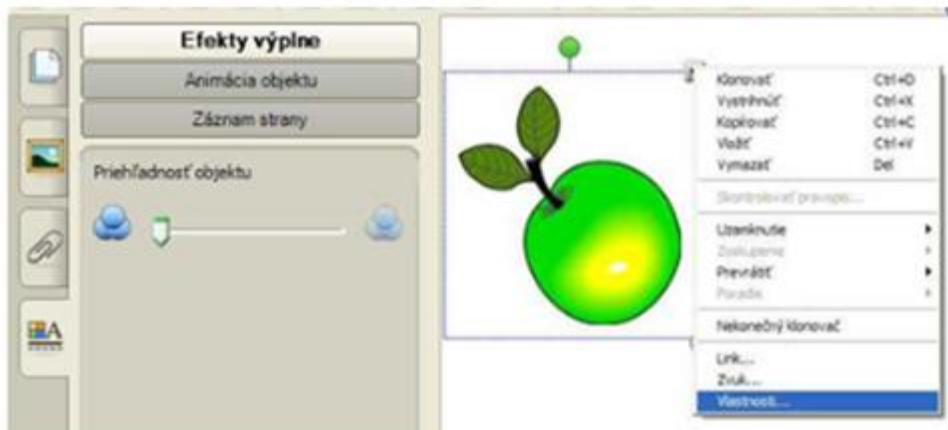 Efekty výplne
Animácia objektu
Záznam strany
Priehľadnosť objektu
Klonovať Ctrl+D
Vystrihnúť Ctrl+X
Kopírovať Ctrl+C
Vložiť Ctrl+V
Vymazať Del
Skontrolovať pravopis...
Uzamknutie
Zoskupenie
Prevrátiť
Poradie
Nekonečný klonovač
Link...
Zvuk...
Vlastnosti...